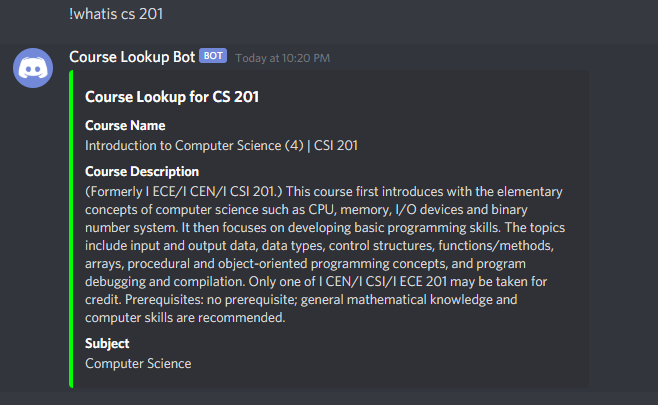 !whatis cs 201
Course Lookup Bot BOT Today at 10:20 PM
Course Lookup for CS 201
Course Name
Introduction to Computer Science (4) | CSI 201
Course Description
(Formerly I ECE/I CEN/I CSI 201.) This course first introduces with the elementary
concepts of computer science such as CPU, memory, I/O devices and binary
number system. It then focuses on developing basic programming skills. The topics
include input and output data, data types, control structures, functions/methods,
arrays, procedural and object-oriented programming concepts, and program
debugging and compilation. Only one of I CEN/I CSI/I ECE 201 may be taken for
credit. Prerequisites: no prerequisite; general mathematical knowledge and
computer skills are recommended.
Subject
Computer Science